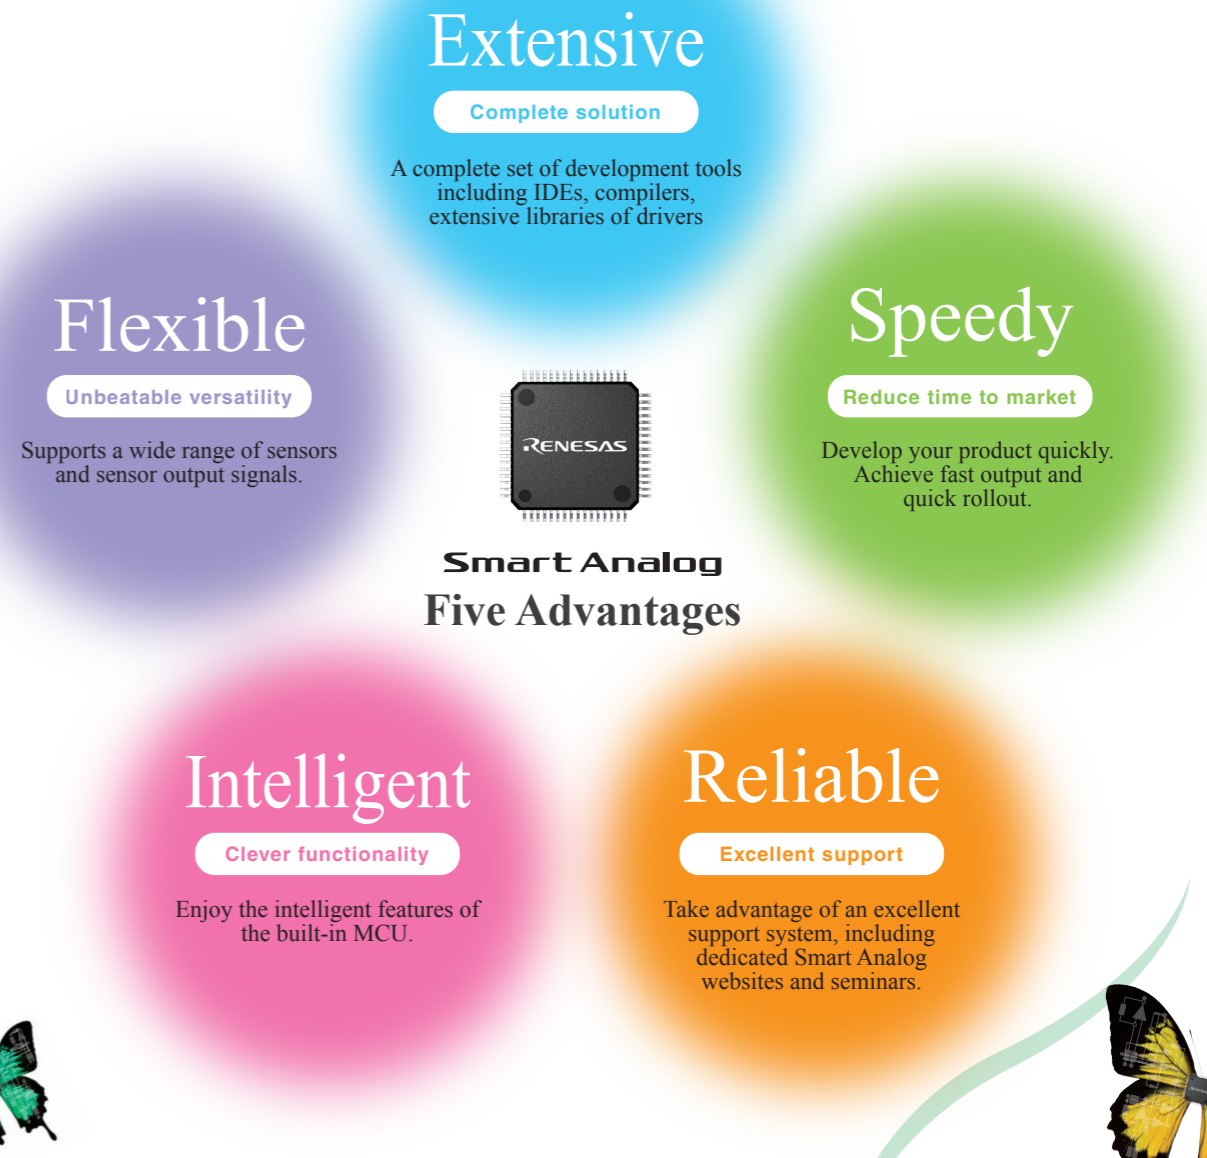 Extensive
Complete solution
A complete set of development tools
including IDEs, compilers,
extensive libraries of drivers
Flexible
Unbeatable versatility
Supports a wide range of sensors
and sensor output signals.
Speedy
Reduce time to market
Develop your product quickly.
Achieve fast output and
quick rollout.
RENESAS
Smart Analog
Five Advantages
Intelligent
Clever functionality
Enjoy the intelligent features of
the built-in MCU.
Reliable
Excellent support
Take advantage of an excellent
support system, including
dedicated Smart Analog
websites and seminars.